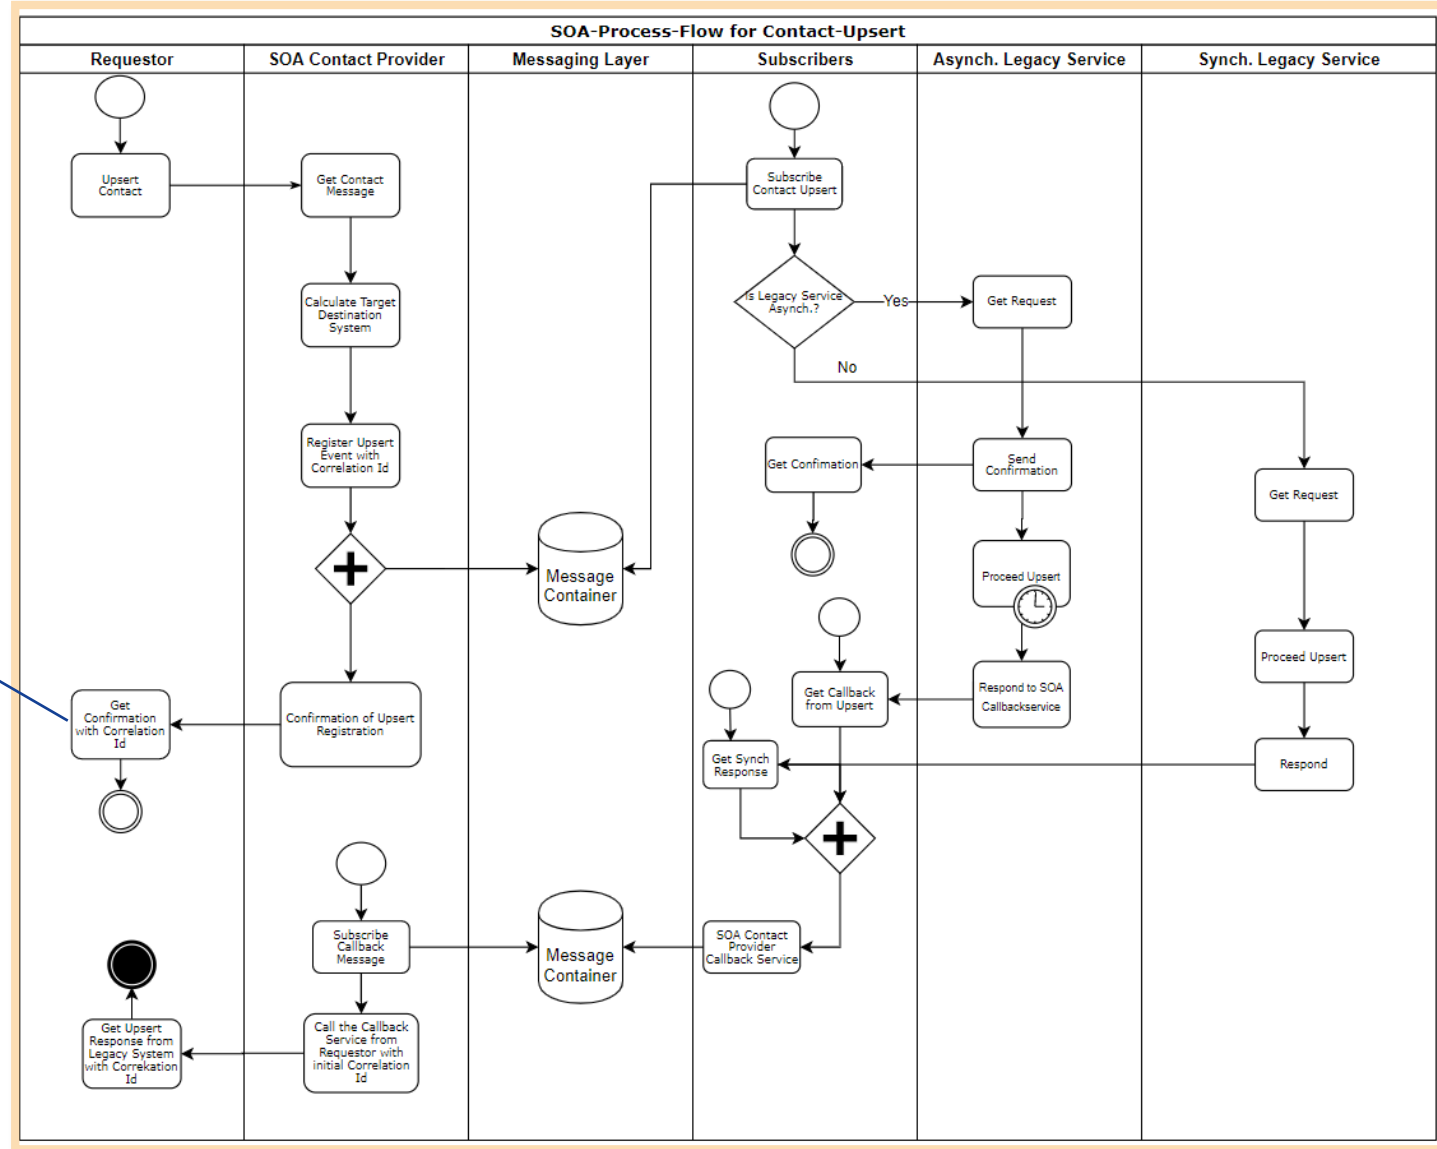 SOA-Process-Flow for Contact-Upsert
Requestor
SOA Contact Provider
Messaging Layer
Subscribers
Asynch. Legacy Service
Synch. Legacy Service
Upsert
Contact
Get Contact
Message
Subscribe
Contact Upsert
Calculate Target
Destination
System
Is Legacy Service
Asynch.?
Yes
Get Request
No
Register Upsert
Event with
Correlation Id
Get Confimation
Send
Confirmation
Get Request
Message
Container
Proceed Upsert
Proceed Upsert
Get
Confirmation
with Correlation
Id
Confirmation of Upsert
Registration
Get Callback
from Upsert
Respond to SOA
Callbackservice
Get Synch
Response
Respond
Subscribe
Callback
Message
Message
Container
SOA Contact
Provider
Callback Service
Get Upsert
Response from
Legacy System
with Correkation
Id
Call the Callback
Service from
Requestor with
initial Correlation
Id